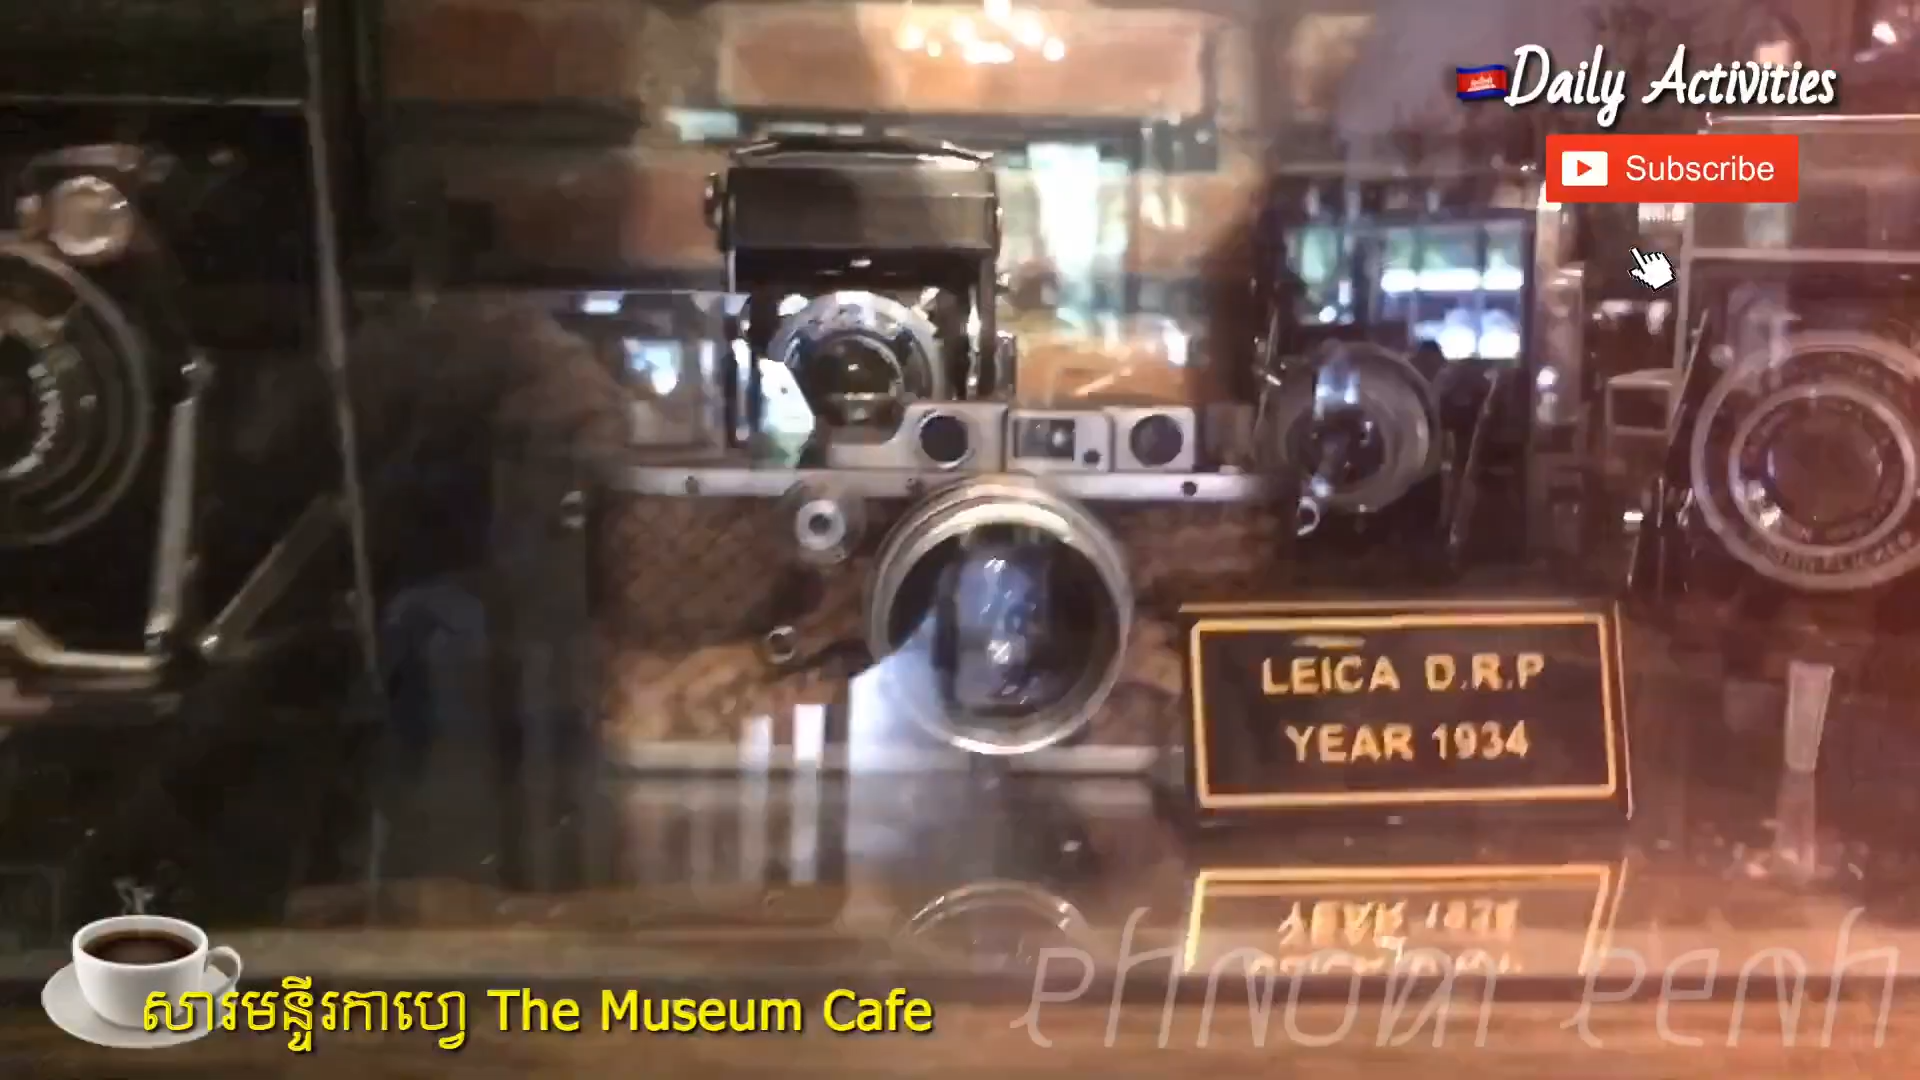 Daily Activities
Subscribe
LEICA D.R.P
YEAR 1934
សារមន្ទីរកាហ្វេ The Museum Cafe
Phnom Penh